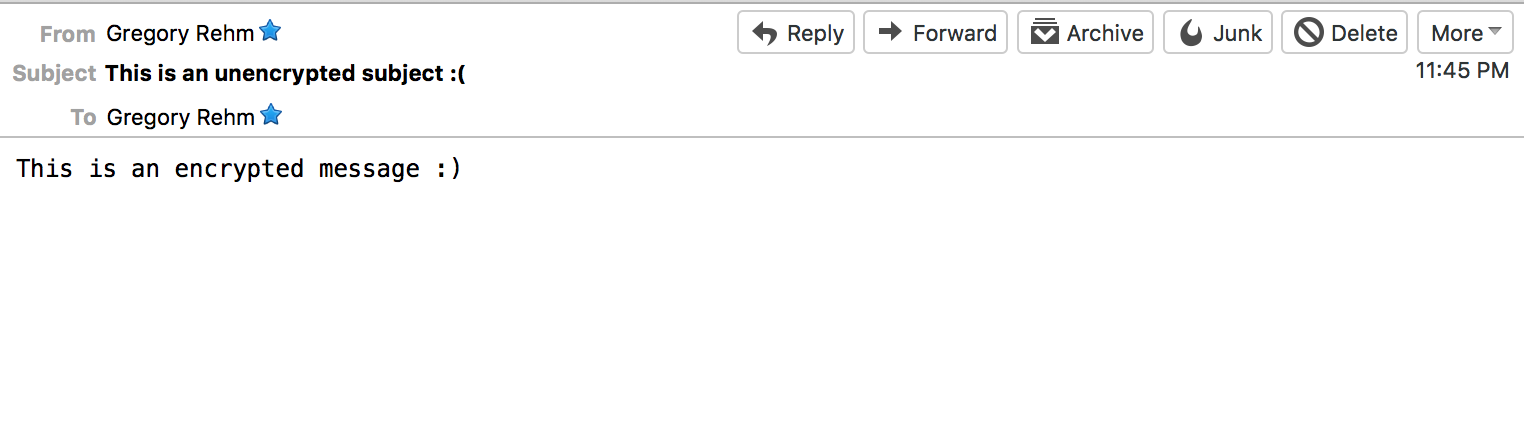 From Gregory Rehm Reply Forward Archive Junk Delete More
Subject This is an unencrypted subject :( 11:45 PM
To Gregory Rehm
This is an encrypted message :)